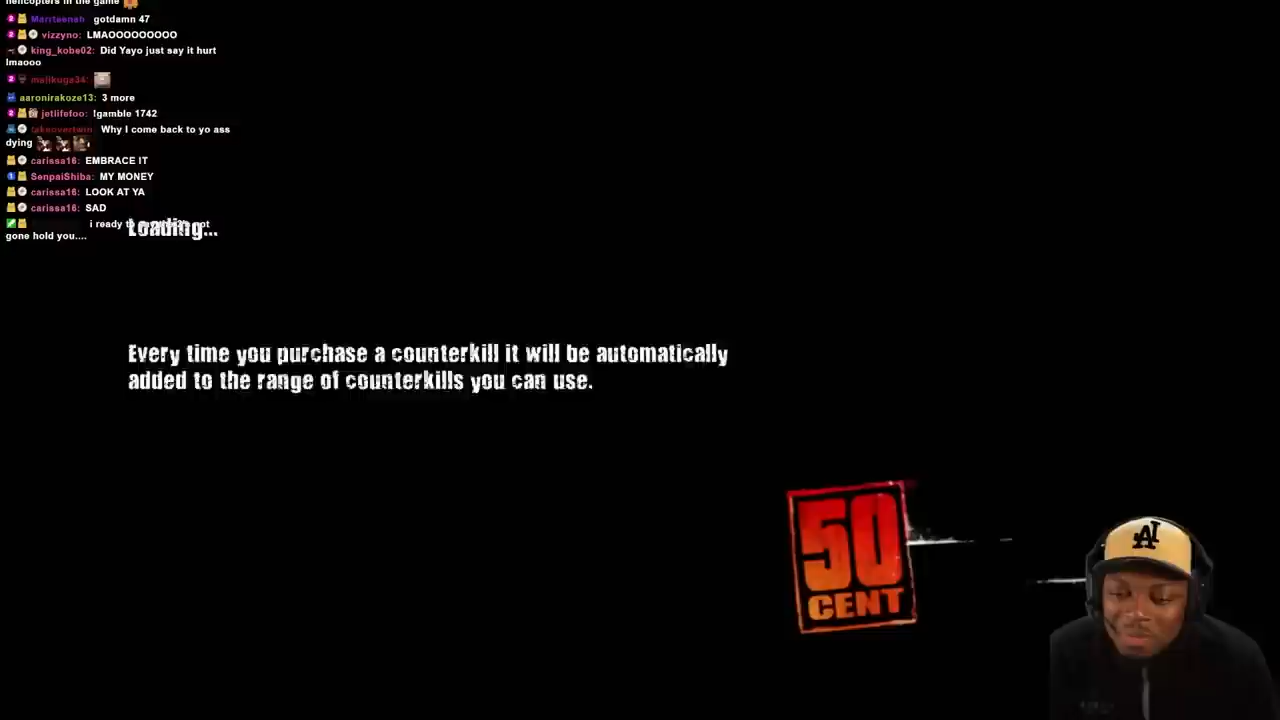 helicopters in the game
Marrteenah gotdamn 47
vizzyno: LMAOOOOOOOOO
king_kobe02: Did Yayo just say it hurt
lmaooo
malikuga34:
aaronirakoze13: 3 more
jetlifefoo: !gamble 1742
takeovertwin Why I come back to yo ass
dying
carissa16: EMBRACE IT
SenpaiShiba: MY MONEY
carissa16: LOOK AT YA
carissa16: SAD
i ready
gone hold you....
Loading...
Every time you purchase a counterkill it will be automatically
added to the range of counterkills you can use.
50
CENT